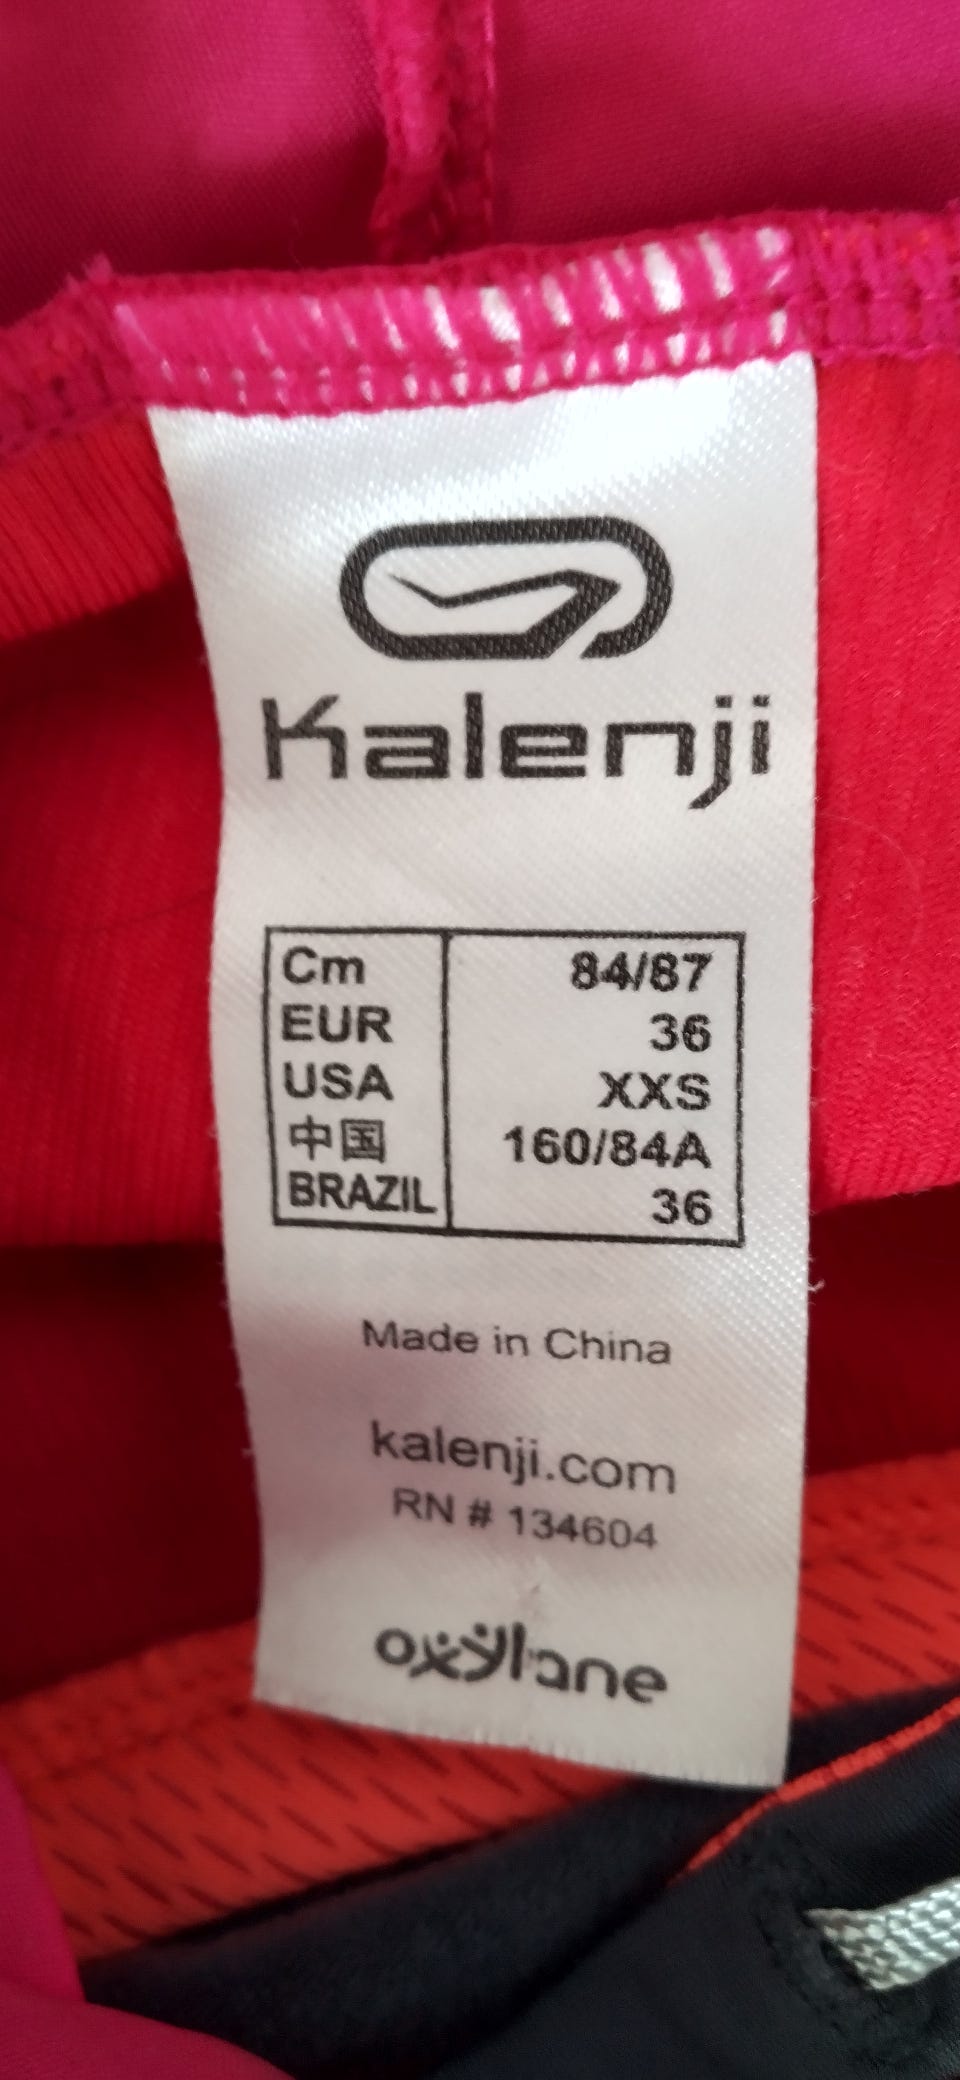 Kalenji
Cm 84/87
EUR 36
USA XXS
中国 160/84A
BRAZIL 36
Made in China
kalenji.com
RN # 134604
oxylane